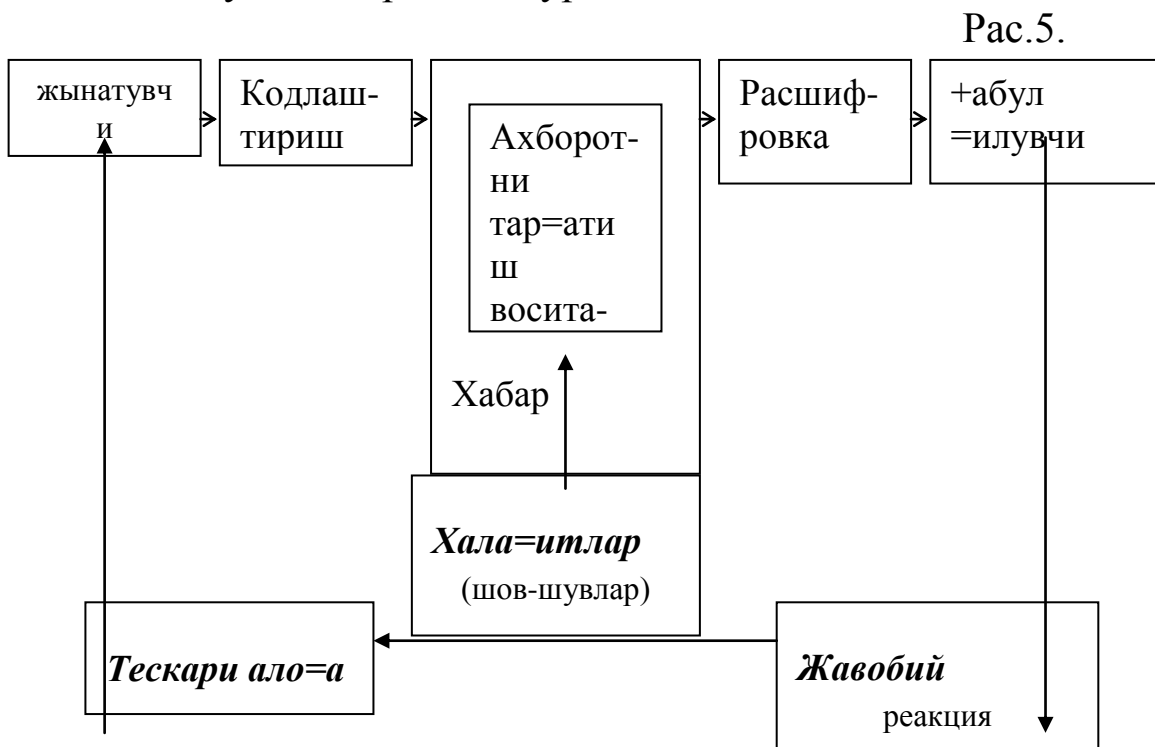 Рас.5.
жынатувч
и
Кодлаш-
тириш
Ахборот-
ни
тар=ати
ш
восита-
Хабар
Расшиф-
ровка
+абул
=илувчи
Хала=итлар
(шов-шувлар)
Тескари ало=а
Жавобий
реакция